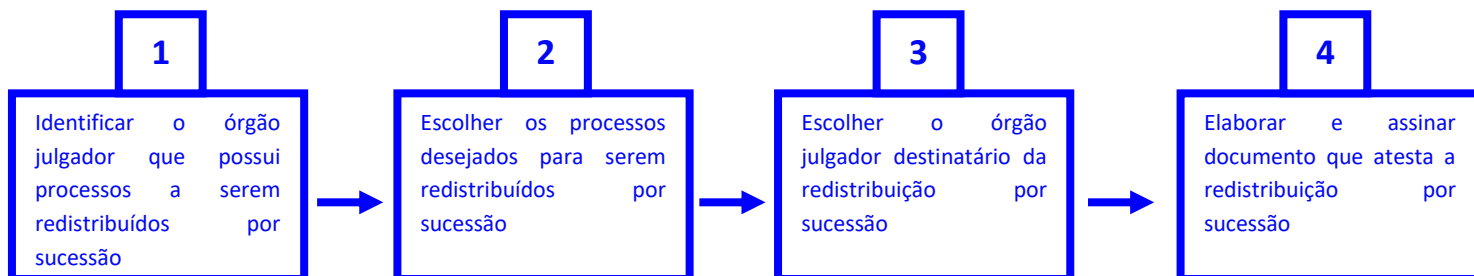 1
Identificar o órgão
julgador que possui
processos a serem
redistribuídos por
sucessão
2
Escolher os processos
desejados para serem
redistribuídos por
sucessão
3
Escolher o órgão
julgador destinatário da
redistribuição por
sucessão
4
Elaborar e assinar
documento que atesta a
redistribuição por
sucessão